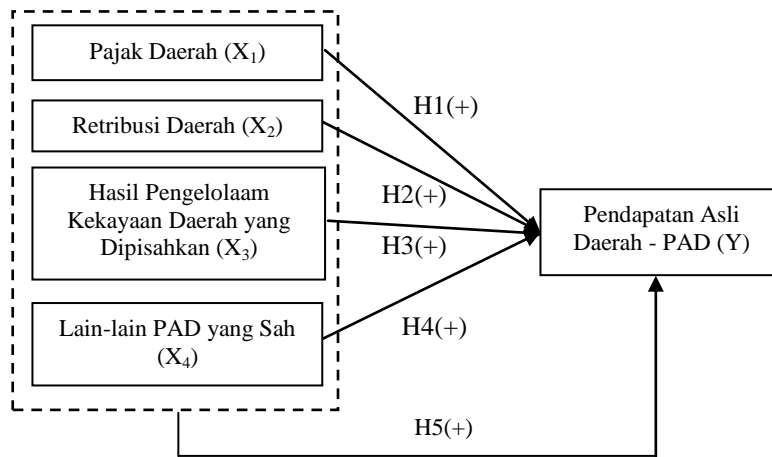 Pajak Daerah (X₁)
H1(+)
Retribusi Daerah (X₂)
Hasil Pengelolaam
Kekayaan Daerah yang
Dipisahkan (X₃)
H2(+)
H3(+)
Pendapatan Asli
Daerah - PAD (Y)
Lain-lain PAD yang Sah
(X₄)
H4(+)
H5(+)